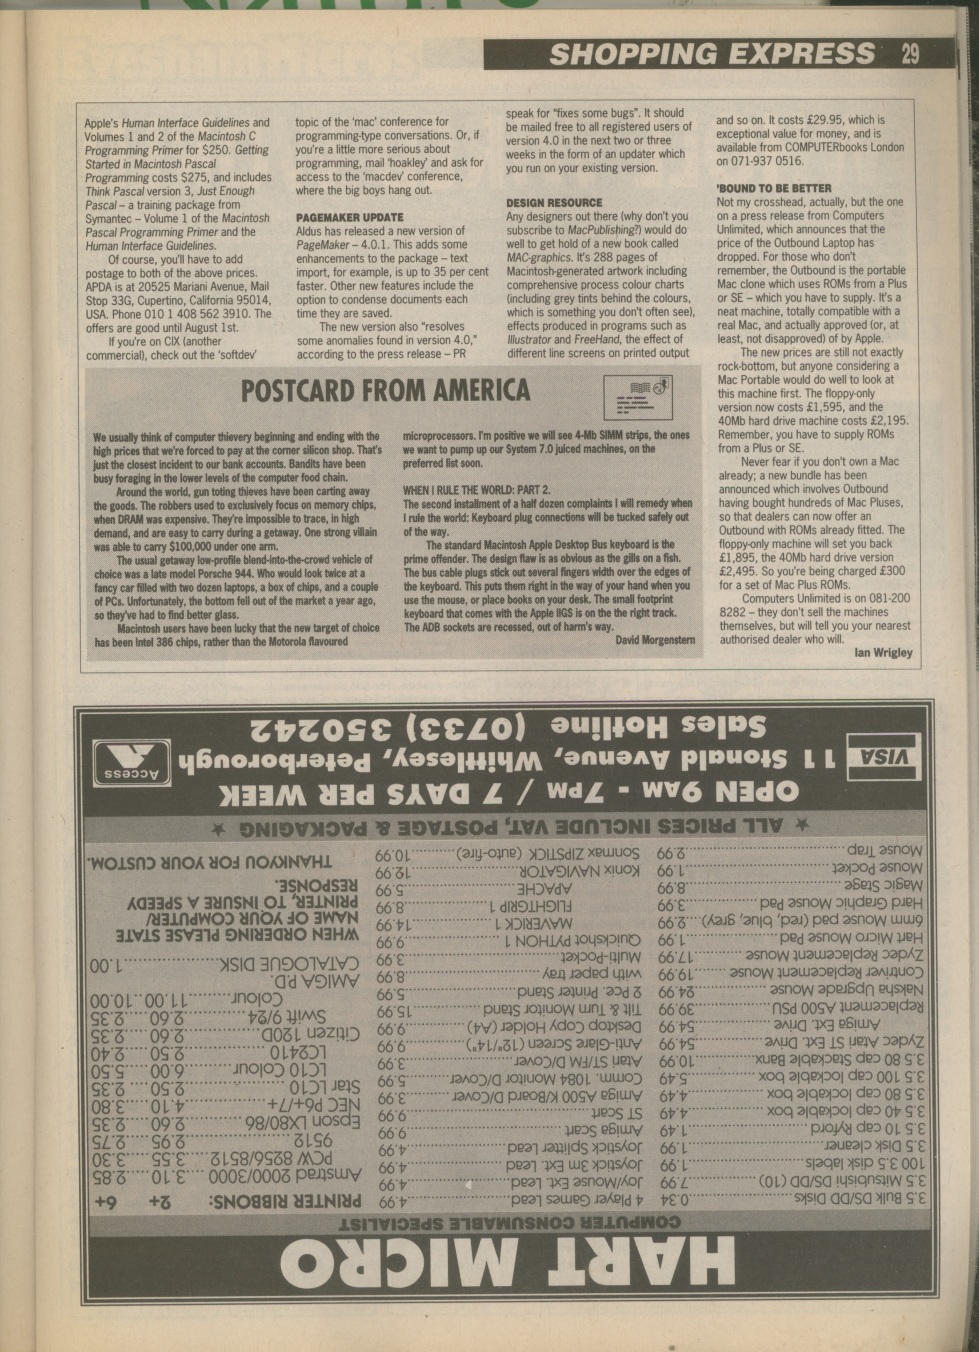 SHOPPING EXPRESS 29
Apple's Human Interface Guidelines and
Volumes 1 and 2 of the Macintosh C
Programming Primer for $250. Getting
Started in Macintosh Pascal
Programming costs $275, and includes
Think Pascal version 3, Just Enough
Pascal – a training package from
Symantec – Volume 1 of the Macintosh
Pascal Programming Primer and the
Human Interface Guidelines.
Of course, you'll have to add
postage to both of the above prices.
APDA is at 20525 Mariani Avenue, Mail
Stop 33G, Cupertino, California 95014,
USA. Phone 010 1 408 562 3910. The
offers are good until August 1st.
If you're on CIX (another
commercial), check out the 'softdev'
topic of the 'mac' conference for
programming-type conversations. Or, if
you're a little more serious about
programming, mail 'hoakley' and ask for
access to the 'macdev' conference,
where the big boys hang out.
PAGEMAKER UPDATE
Aldus has released a new version of
PageMaker – 4.0.1. This adds some
enhancements to the package – text
import, for example, is up to 35 per cent
faster. Other new features include the
option to condense documents each
time they are saved.
The new version also "resolves
some anomalies found in version 4.0,"
according to the press release – PR
speak for "fixes some bugs". It should
be mailed free to all registered users of
version 4.0 in the next two or three
weeks in the form of an updater which
you run on your existing version.
DESIGN RESOURCE
Any designers out there (why don't you
subscribe to MacPublishing?) would do
well to get hold of a new book called
MAC-graphics. It's 288 pages of
Macintosh-generated artwork including
comprehensive process colour charts
(including grey tints behind the colours,
which is something you don't often see),
effects produced in programs such as
Illustrator and FreeHand, the effect of
different line screens on printed output
and so on. It costs £29.95, which is
exceptional value for money, and is
available from COMPUTERbooks London
on 071-937 0516.
'BOUND TO BE BETTER
Not my crosshead, actually, but the one
on a press release from Computers
Unlimited, which announces that the
price of the Outbound Laptop has
dropped. For those who don't
remember, the Outbound is the portable
Mac clone which uses ROMs from a Plus
or SE – which you have to supply. It's a
neat machine, totally compatible with a
real Mac, and actually approved (or, at
least, not disapproved) of by Apple.
The new prices are still not exactly
rock-bottom, but anyone considering a
Mac Portable would do well to look at
this machine first. The floppy-only
version now costs £1,595, and the
40Mb hard drive machine costs £2,195.
Remember, you have to supply ROMs
from a Plus or SE.
Never fear if you don't own a Mac
already; a new bundle has been
announced which involves Outbound
having bought hundreds of Mac Pluses,
so that dealers can now offer an
Outbound with ROMs already fitted. The
floppy-only machine will set you back
£1,895, the 40Mb hard drive version
£2,495. So you're being charged £300
for a set of Mac Plus ROMs.
Computers Unlimited is on 081-200
8282 – they don't sell the machines
themselves, but will tell you your nearest
authorised dealer who will.
Ian Wrigley
POSTCARD FROM AMERICA
We usually think of computer thievery beginning and ending with the
high prices that we're forced to pay at the corner silicon shop. That's
just the closest incident to our bank accounts. Bandits have been
busy foraging in the lower levels of the computer food chain.
Around the world, gun toting thieves have been carting away
the goods. The robbers used to exclusively focus on memory chips,
when DRAM was expensive. They're impossible to trace, in high
demand, and are easy to carry during a getaway. One strong villain
was able to carry $100,000 under one arm.
The usual getaway low-profile blend-into-the-crowd vehicle of
choice was a late model Porsche 944. Who would look twice at a
fancy car filled with two dozen laptops, a box of chips, and a couple
of PCs. Unfortunately, the bottom fell out of the market a year ago,
so they've had to find better glass.
Macintosh users have been lucky that the new target of choice
has been Intel 386 chips, rather than the Motorola flavoured
microprocessors. I'm positive we will see 4-Mb SIMM strips, the ones
we want to pump up our System 7.0 juiced machines, on the
preferred list soon.
WHEN I RULE THE WORLD: PART 2.
The second installment of a half dozen complaints I will remedy when
I rule the world: Keyboard plug connections will be tucked safely out
of the way.
The standard Macintosh Apple Desktop Bus keyboard is the
prime offender. The design flaw is as obvious as the gills on a fish.
The bus cable plugs stick out several fingers width over the edges of
the keyboard. This puts them right in the way of your hand when you
use the mouse, or place books on your desk. The small footprint
keyboard that comes with the Apple IIGS is on the the right track.
The ADB sockets are recessed, out of harm's way.
David Morgenstern
HART MICRO
COMPUTER CONSUMABLE SPECIALIST
3.5 Bulk DS/DD Disks 0.34
3.5 Mitsubishi DS/DD (10) 7.99
100 3.5 disk labels 1.99
3.5 Disk cleaner 1.99
3.5 10 cap Ryford 1.49
3.5 40 cap lockable box 4.49
3.5 80 cap lockable box 4.49
3.5 100 cap lockable box 5.49
3.5 80 cap Stackable Banx 10.99
Zydec Atari ST Ext. Drive 54.99
Amiga Ext. Drive 54.99
Replacement A500 PSU 39.99
Naksha Upgrade Mouse 24.99
Contriver Replacement Mouse 19.99
Zydec Replacement Mouse 17.99
Hart Micro Mouse Pad 1.99
6mm Mouse pad (red, blue, grey) 2.99
Hard Graphic Mouse Pad 3.99
Magic Stage 8.99
Mouse Pocket 1.99
Mouse Trap 2.99
4 Player Games Lead 4.99
Joy/Mouse Ext. Lead 4.99
Joystick 3m Ext. Lead 4.99
Joystick Splitter Lead 4.99
Amiga Scart 9.99
ST Scart 9.99
Amiga A500 K/Board D/Cover 3.99
Comm. 1084 Monitor D/Cover 5.99
Atari ST/FM D/Cover 3.99
Anti-Glare Screen (12"/14") 9.99
Desktop Copy Holder (A4) 9.99
Tilt & Turn Monitor Stand 15.99
2 Pce. Printer Stand 5.99
with paper tray 8.99
Multi-Pocket 3.99
Quickshot PYTHON 1 9.99
MAVERICK 1 14.99
FLIGHTGRIP 1 8.99
APACHE 5.99
Konix NAVIGATOR 12.99
Sonmax ZIPSTICK (auto-fire) 10.99
PRINTER RIBBONS: 2+ 6+
Amstrad 2000/3000 3.10 2.85
PCW 8256/8512 3.55 3.30
9512 2.95 2.75
Epson LX80/86 2.60 2.35
NEC P6+/7+ 4.10 3.80
Star LC10 2.50 2.35
LC10 Colour 6.00 5.50
LC2410 2.50 2.40
Citizen 120D 2.60 2.35
Swift 9/24 2.60 2.35
Colour 11.00 10.00
AMIGA P.D.
CATALOGUE DISK 1.00
WHEN ORDERING PLEASE STATE
NAME OF YOUR COMPUTER/
PRINTER, TO INSURE A SPEEDY
RESPONSE.
THANKYOU FOR YOUR CUSTOM.
★ ALL PRICES INCLUDE VAT, POSTAGE & PACKAGING ★
OPEN 9AM - 7PM / 7 DAYS PER WEEK
VISA
11 Stonald Avenue, Whittlesey, Peterborough
Access
Sales Hotline (0733) 350242